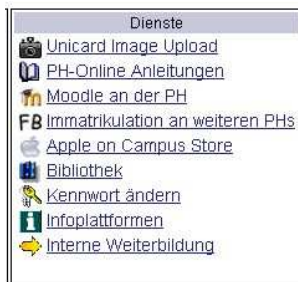 Dienste
Unicard Image Upload
PH-Online Anleitungen
Moodle an der PH
FB Immatrikulation an weiteren PHs
Apple on Campus Store
Bibliothek
Kennwort ändern
Infoplattformen
Interne Weiterbildung